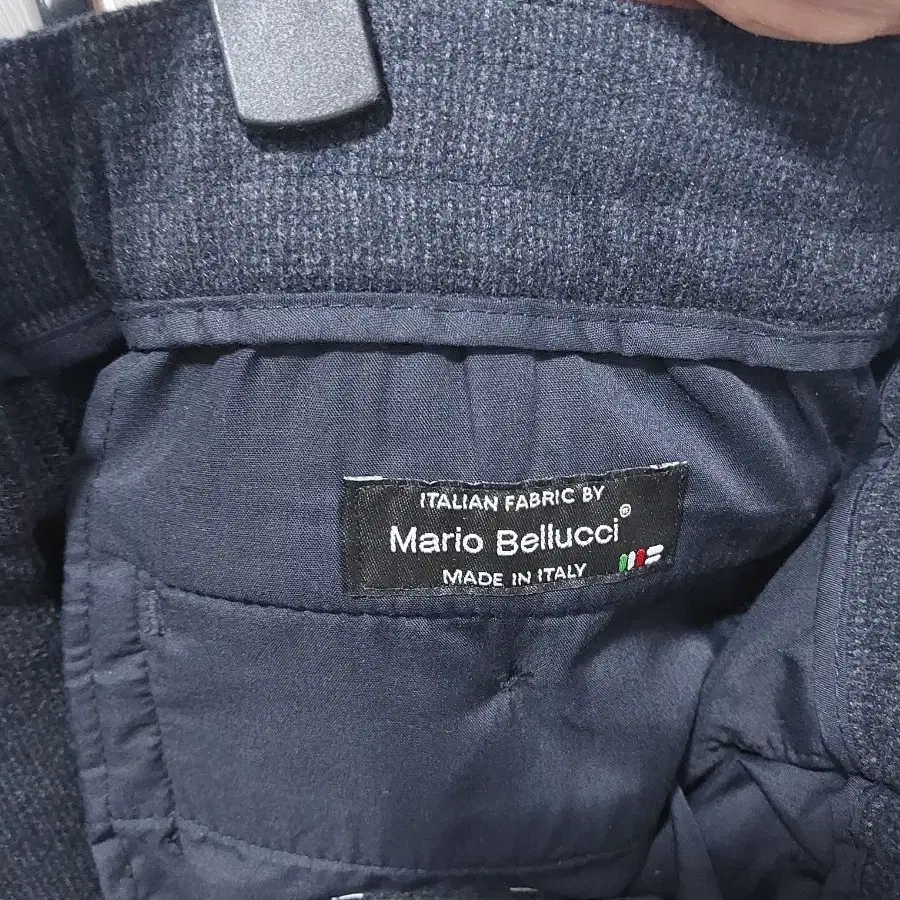 ITALIAN FABRIC BY
Mario Bellucci®
MADE IN ITALY